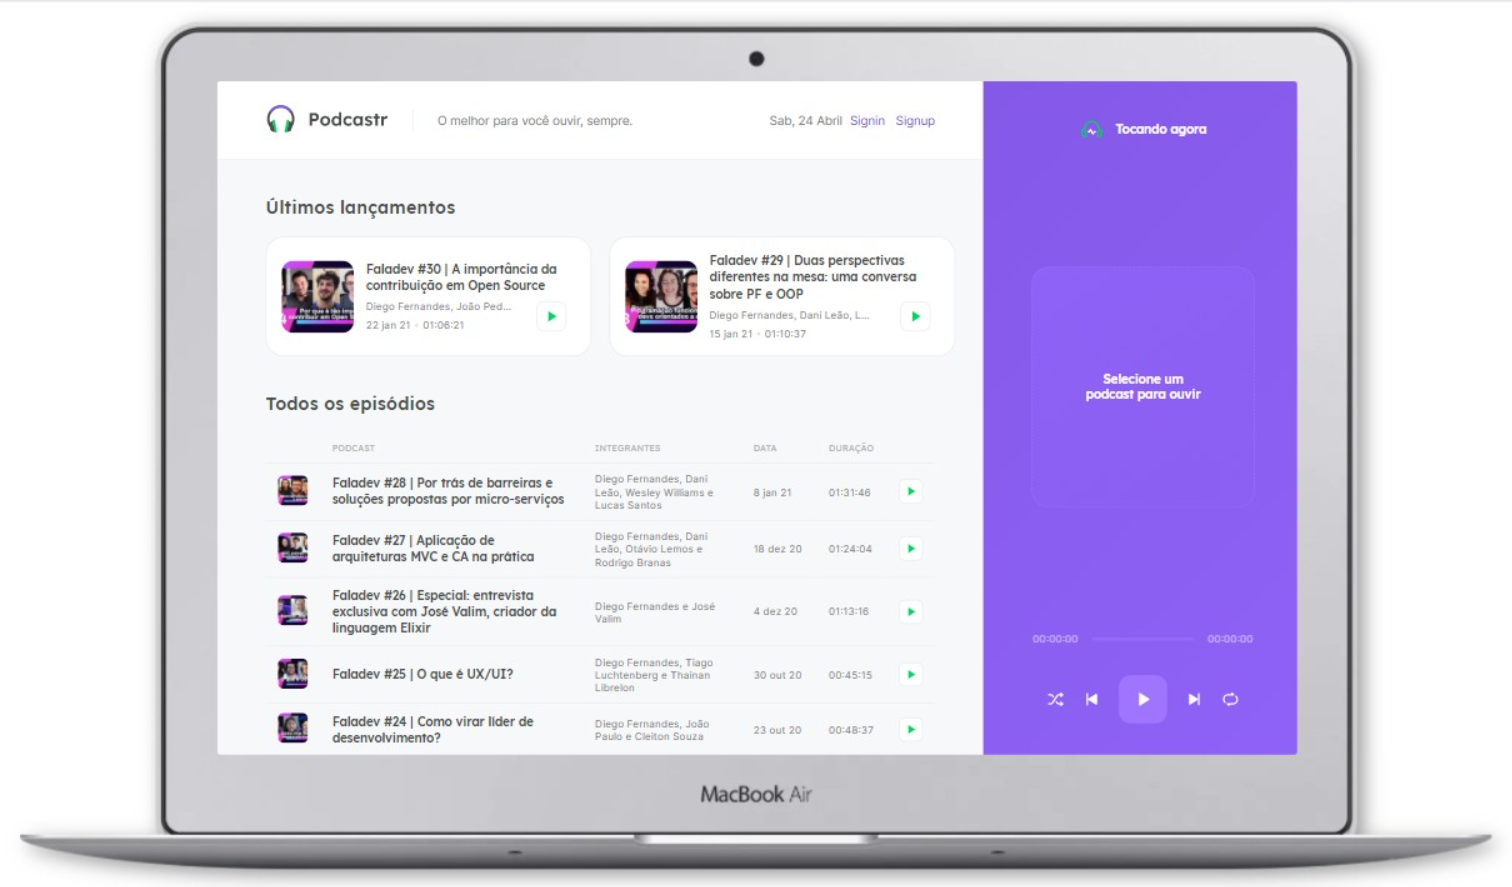 Podcastr
O melhor para você ouvir, sempre.
Sab, 24 Abril Signin Signup
Últimos lançamentos
Faladev #30 | A importância da
contribuição em Open Source
Diego Fernandes, João Ped...
22 jan 21 • 01:06:21
Faladev #29 | Duas perspectivas
diferentes na mesa: uma conversa
sobre PF e OOP
Diego Fernandes, Dani Leão, L...
15 jan 21 • 01:10:37
Todos os episódios
PODCAST INTEGRANTES DATA DURAÇÃO
Faladev #28 | Por trás de barreiras e
soluções propostas por micro-serviços
Diego Fernandes, Dani
Leão, Wesley Williams e
Lucas Santos
8 jan 21
01:31:46
Faladev #27 | Aplicação de
arquiteturas MVC e CA na prática
Diego Fernandes, Dani
Leão, Otávio Lemos e
Rodrigo Branas
18 dez 20
01:24:04
Faladev #26 | Especial: entrevista
exclusiva com José Valim, criador da
linguagem Elixir
Diego Fernandes e José
Valim
4 dez 20
01:13:16
Faladev #25 | O que é UX/UI?
Diego Fernandes, Tiago
Luchtenberg e Thainan
Librelon
30 out 20
00:45:15
Faladev #24 | Como virar líder de
desenvolvimento?
Diego Fernandes, João
Paulo e Cleiton Souza
23 out 20
00:48:37
Tocando agora
Selecione um
podcast para ouvir
00:00:00 00:00:00
MacBook Air